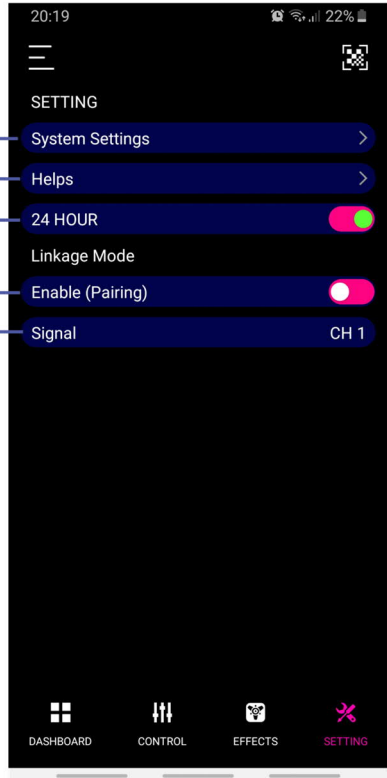 20:19 22%
SETTING
System Settings
Helps
24 HOUR
Linkage Mode
Enable (Pairing)
Signal CH 1
DASHBOARD CONTROL EFFECTS SETTING